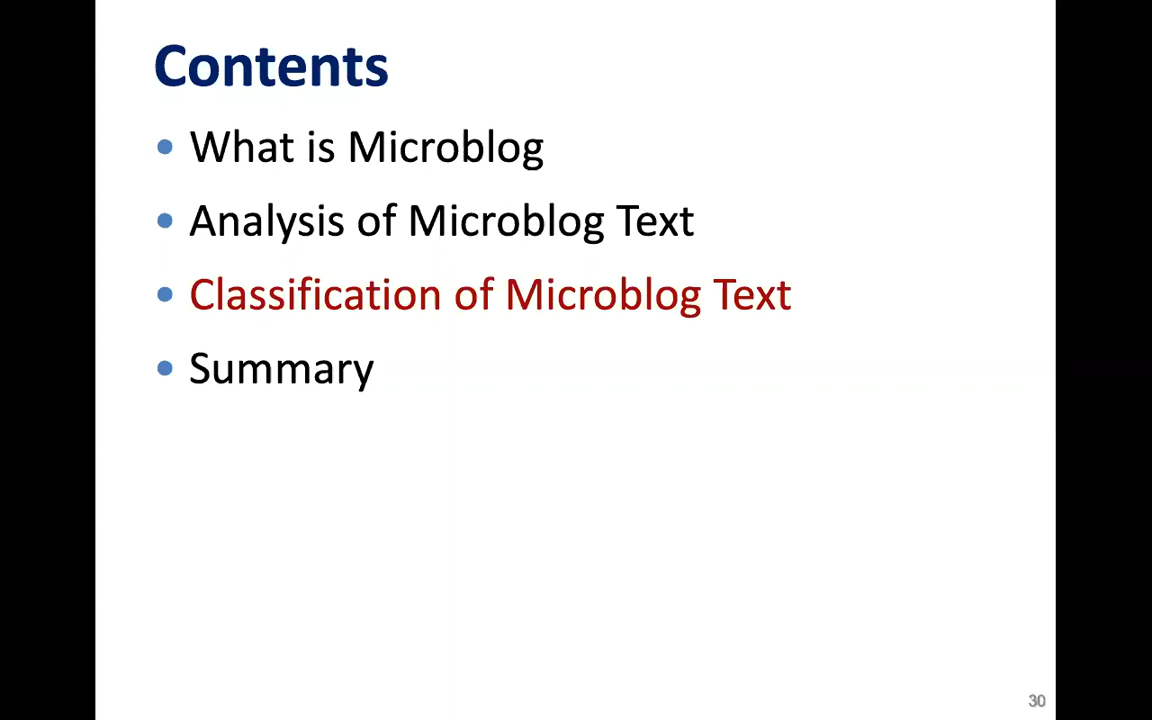 Contents
• What is Microblog
• Analysis of Microblog Text
• Classification of Microblog Text
• Summary
30